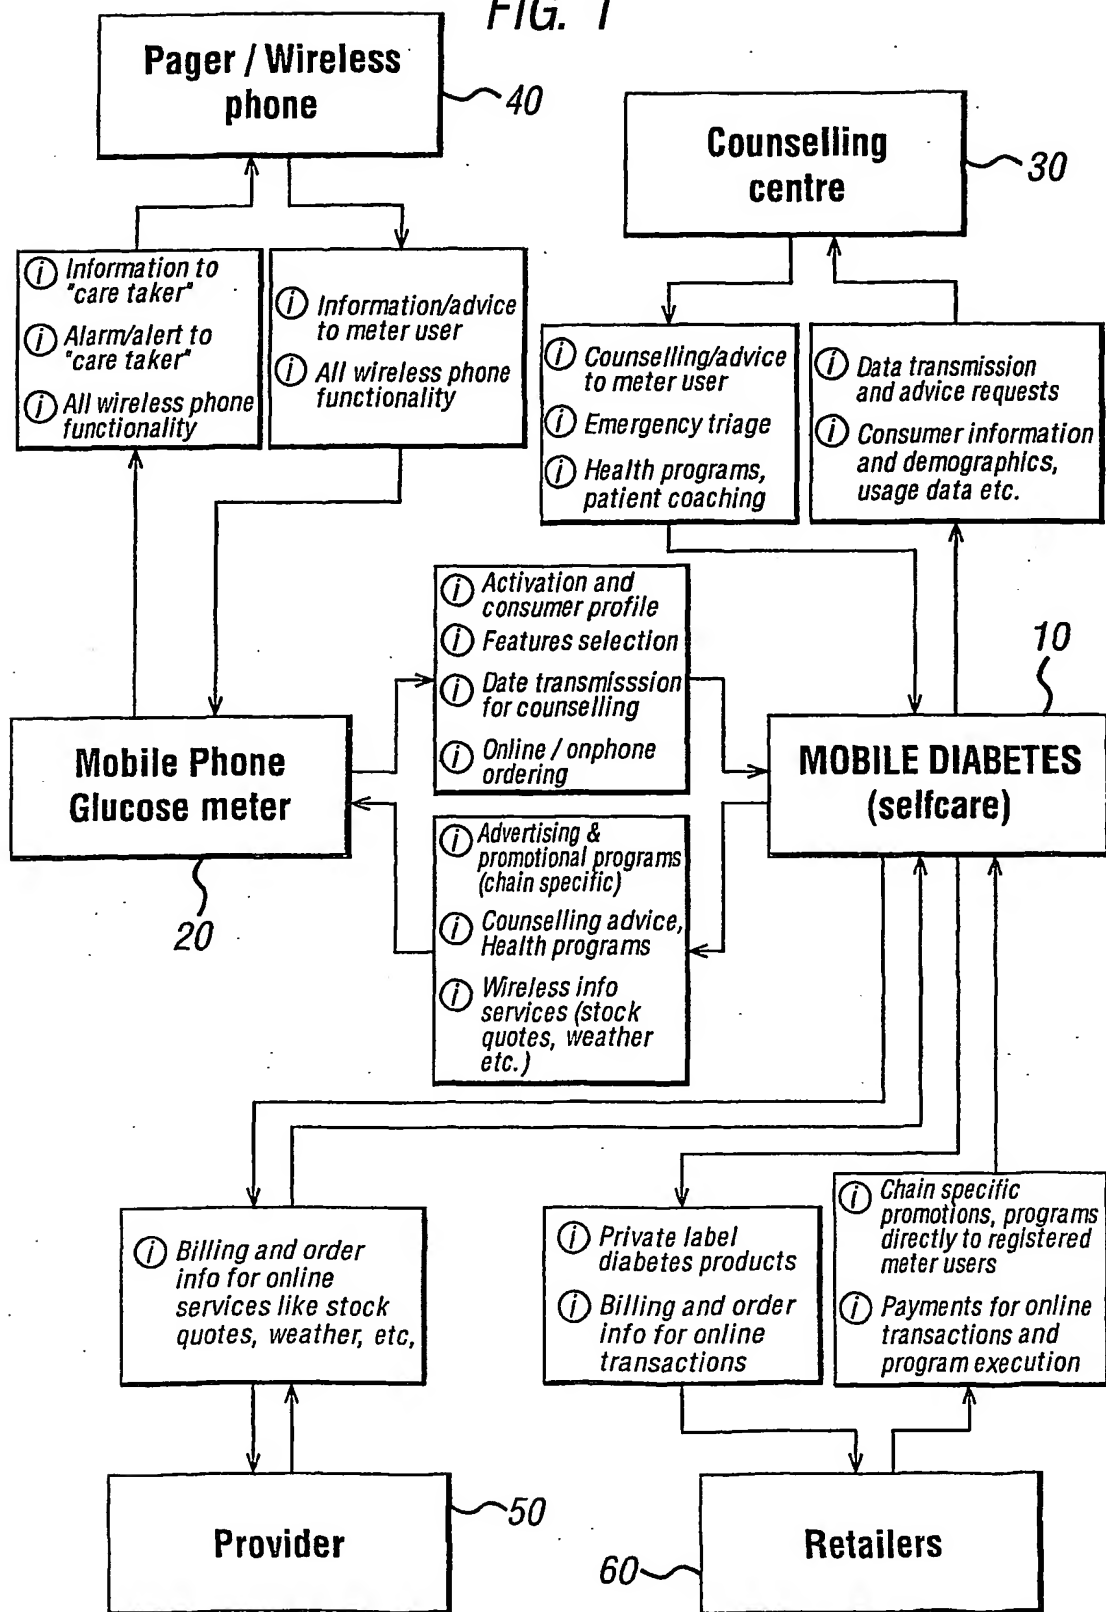 FIG. 1
Pager / Wireless
phone
40
Counselling
centre
30
ⓘ Information to
"care taker"
ⓘ Alarm/alert to
"care taker"
ⓘ All wireless phone
functionality
ⓘ Information/advice
to meter user
ⓘ All wireless phone
functionality
ⓘ Counselling/advice
to meter user
ⓘ Emergency triage
ⓘ Health programs,
patient coaching
ⓘ Data transmission
and advice requests
ⓘ Consumer information
and demographics,
usage data etc.
ⓘ Activation and
consumer profile
ⓘ Features selection
ⓘ Date transmisssion
for counselling
ⓘ Online / onphone
ordering
10
Mobile Phone
Glucose meter
20
MOBILE DIABETES
(selfcare)
ⓘ Advertising &
promotional programs
(chain specific)
ⓘ Counselling advice,
Health programs
ⓘ Wireless info
services (stock
quotes, weather
etc.)
ⓘ Billing and order
info for online
services like stock
quotes, weather, etc,
ⓘ Private label
diabetes products
ⓘ Billing and order
info for online
transactions
ⓘ Chain specific
promotions, programs
directly to registered
meter users
ⓘ Payments for online
transactions and
program execution
Provider
50
Retailers
60